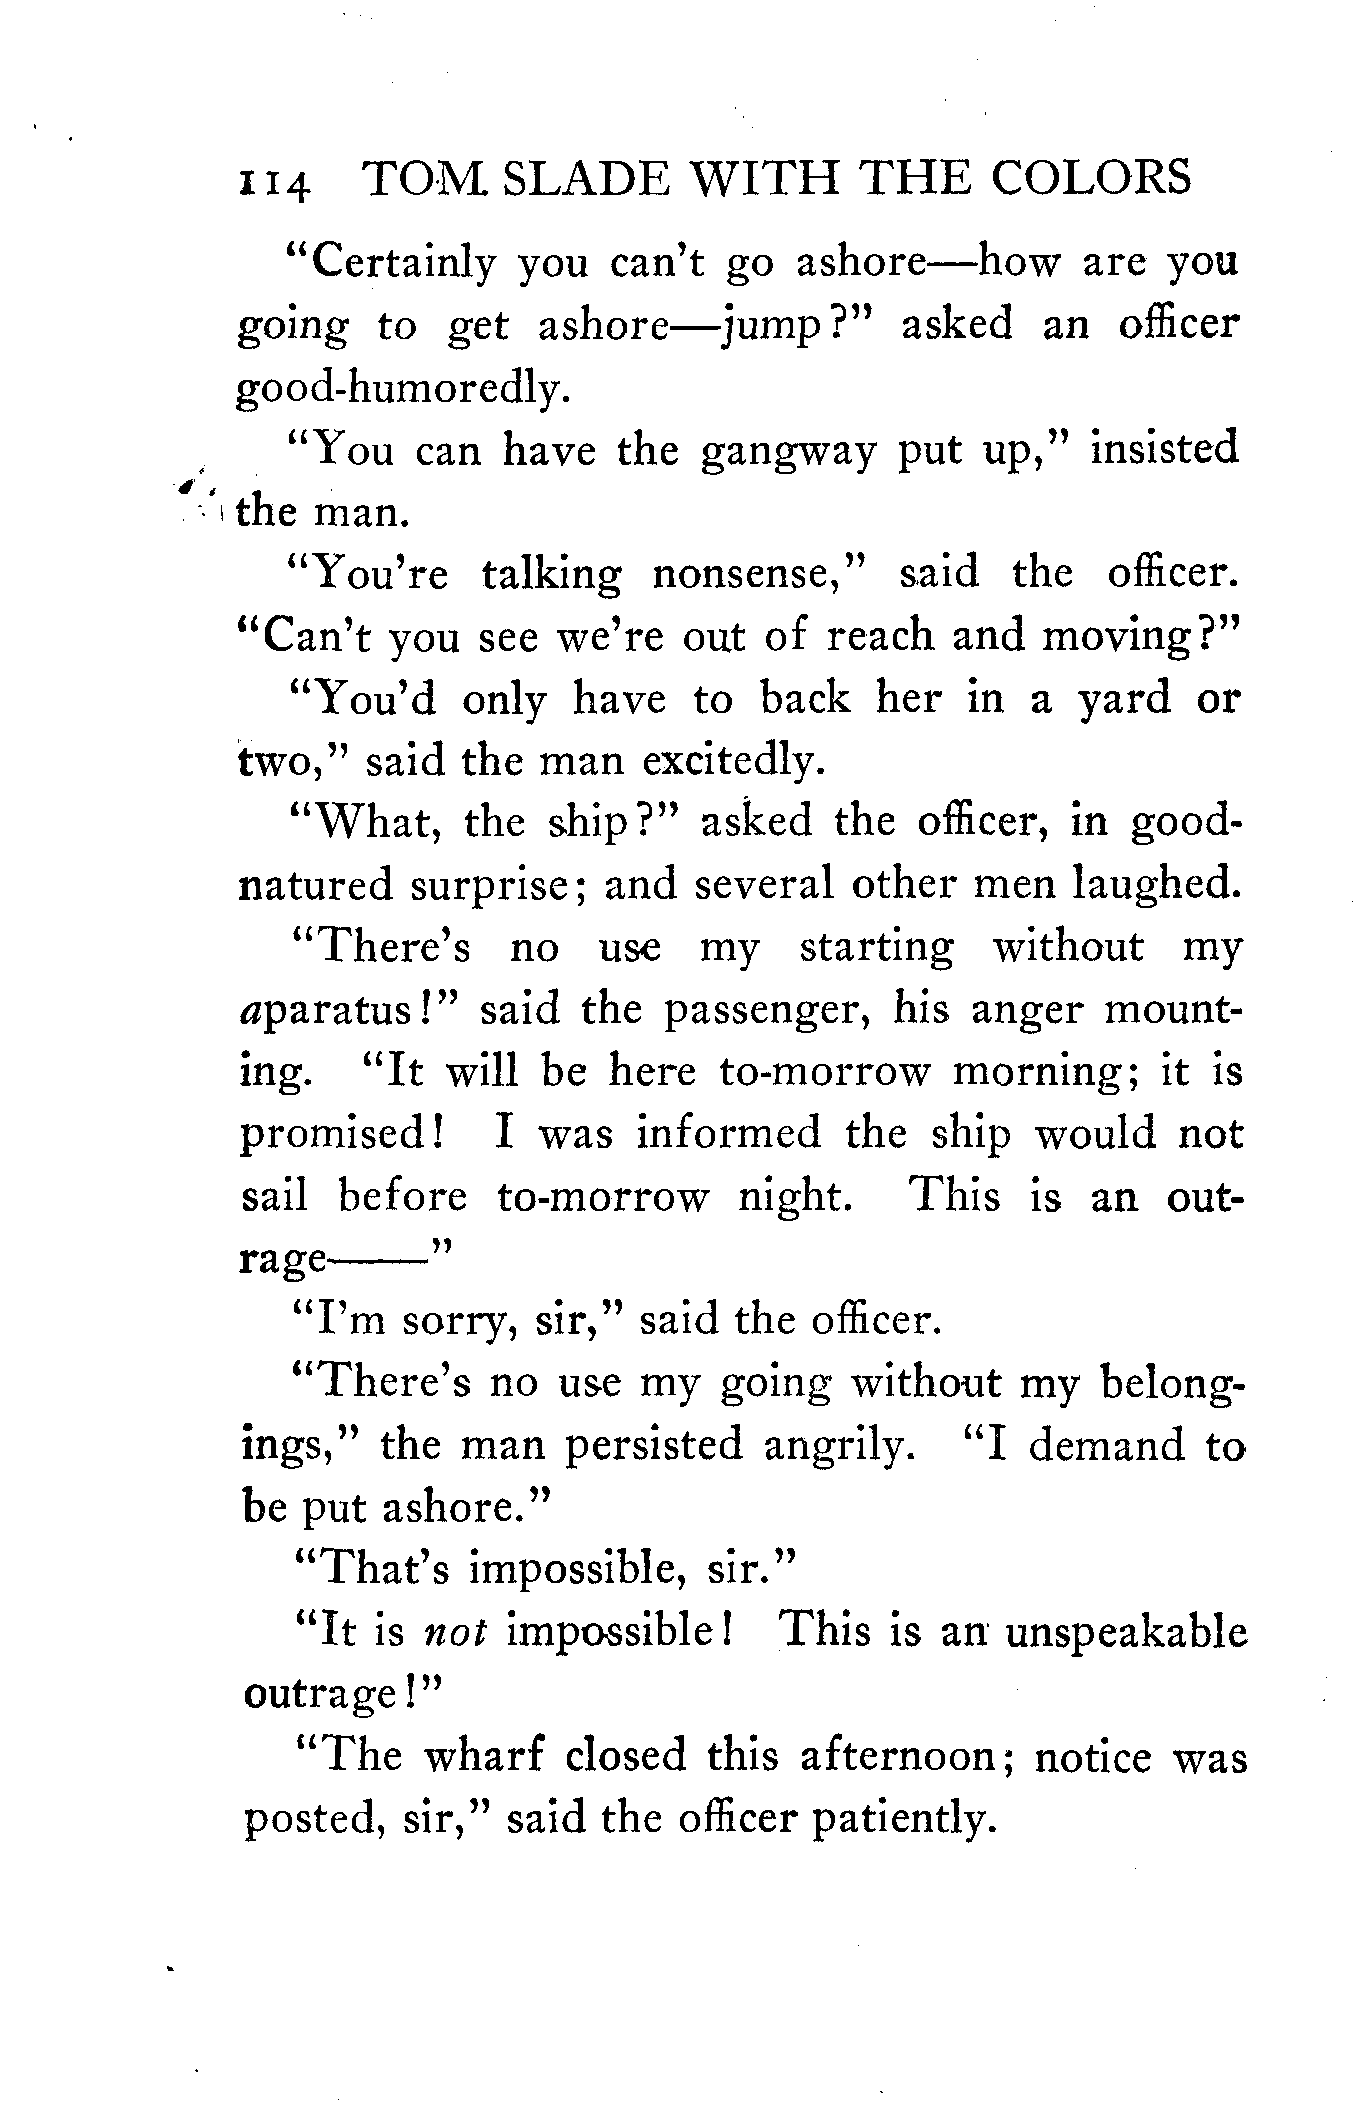 114 TOM SLADE WITH THE COLORS
“Certainly you can’t go ashore—how are you
going to get ashore—jump?” asked an officer
good-humoredly.
“You can have the gangway put up,” insisted
the man.
“You’re talking nonsense,” said the officer.
“Can’t you see we’re out of reach and moving?”
“You’d only have to back her in a yard or
two,” said the man excitedly.
“What, the ship?” asked the officer, in good-
natured surprise; and several other men laughed.
“There’s no use my starting without my
aparatus!” said the passenger, his anger mount-
ing. “It will be here to-morrow morning; it is
promised! I was informed the ship would not
sail before to-morrow night. This is an out-
rage——”
“I’m sorry, sir,” said the officer.
“There’s no use my going without my belong-
ings,” the man persisted angrily. “I demand to
be put ashore.”
“That’s impossible, sir.”
“It is not impossible! This is an unspeakable
outrage!”
“The wharf closed this afternoon; notice was
posted, sir,” said the officer patiently.